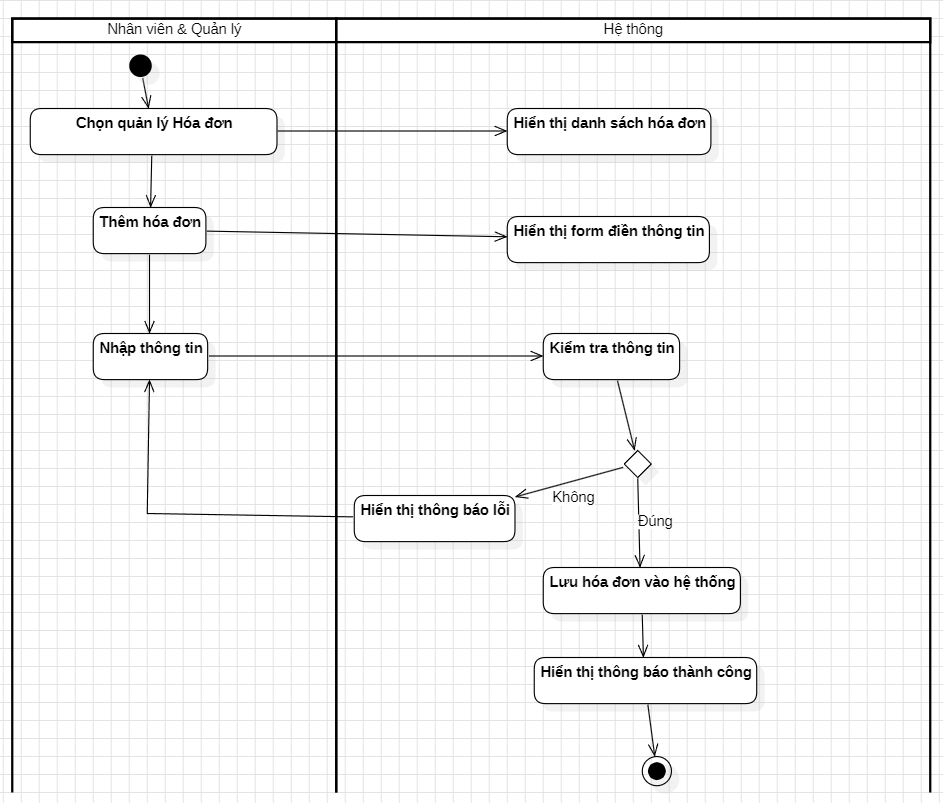 Nhân viên & Quản lý
Hệ thông
Chọn quản lý Hóa đơn
Hiển thị danh sách hóa đơn
Thêm hóa đơn
Hiển thị form điền thông tin
Nhập thông tin
Kiểm tra thông tin
Không
Hiển thị thông báo lỗi
Đúng
Lưu hóa đơn vào hệ thống
Hiển thị thông báo thành công